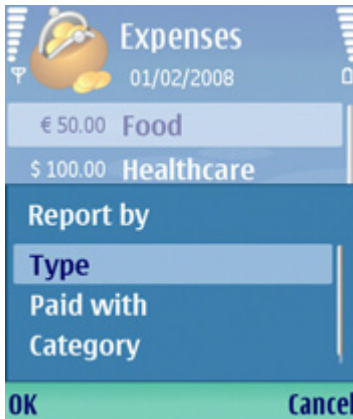 Expenses
01/02/2008
€ 50.00 Food
$ 100.00 Healthcare
Report by
Type
Paid with
Category
OK Cancel